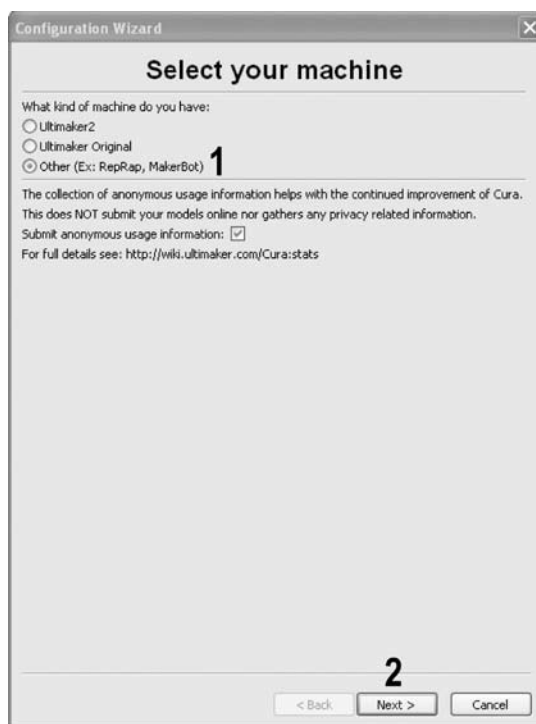 Configuration Wizard
Select your machine
What kind of machine do you have:
Ultimaker2
Ultimaker Original
Other (Ex: RepRap, MakerBot) 1
The collection of anonymous usage information helps with the continued improvement of Cura.
This does NOT submit your models online nor gathers any privacy related information.
Submit anonymous usage information:
For full details see: http://wiki.ultimaker.com/Cura:stats
2
< Back Next > Cancel